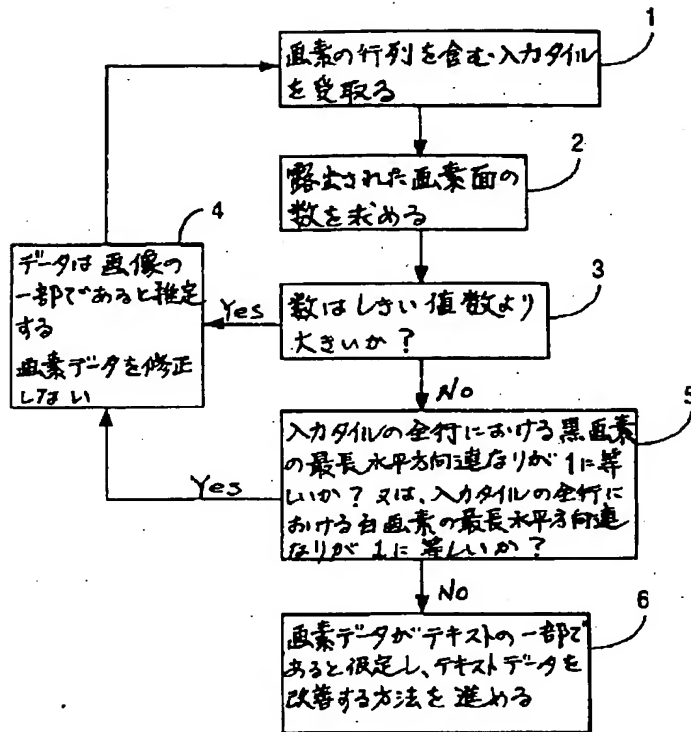 1
画素の行列を含む入力タイル
を受取る
2
露出された画素面の
数を求める
4
データは画像の
一部であると推定
する
画素データを修正
しない
Yes
3
数はしきい値数より
大きいか?
No
5
入力タイルの全行における黒画素
の最長水平方向連なりが1に等し
いか?又は、入力タイルの全行に
おける白画素の最長水平方向連
なりが1に等しいか?
Yes
No
6
画素データがテキストの一部で
あると仮定し、テキストデータを
改善する方法を進める